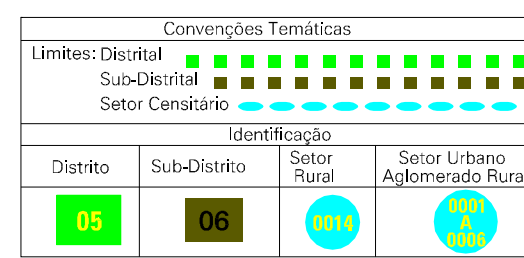 Convenções Temáticas
Limites: Distrital
Sub-Distrital
Setor Censitário
Identificação
Distrito
Sub-Distrito
Setor
Rural
Setor Urbano
Aglomerado Rura
05
06
0014
0001
A
0006